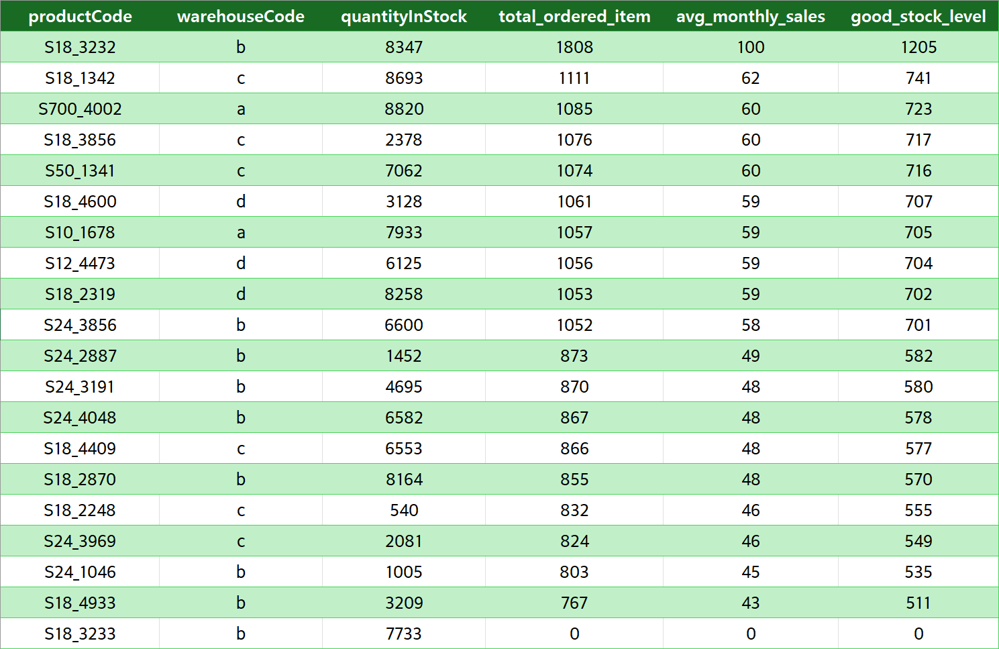 productCode warehouseCode quantityInStock total_ordered_item avg_monthly_sales good_stock_level
S18_3232 b 8347 1808 100 1205
S18_1342 c 8693 1111 62 741
S700_4002 a 8820 1085 60 723
S18_3856 c 2378 1076 60 717
S50_1341 c 7062 1074 60 716
S18_4600 d 3128 1061 59 707
S10_1678 a 7933 1057 59 705
S12_4473 d 6125 1056 59 704
S18_2319 d 8258 1053 59 702
S24_3856 b 6600 1052 58 701
S24_2887 b 1452 873 49 582
S24_3191 b 4695 870 48 580
S24_4048 b 6582 867 48 578
S18_4409 c 6553 866 48 577
S18_2870 b 8164 855 48 570
S18_2248 c 540 832 46 555
S24_3969 c 2081 824 46 549
S24_1046 b 1005 803 45 535
S18_4933 b 3209 767 43 511
S18_3233 b 7733 0 0 0